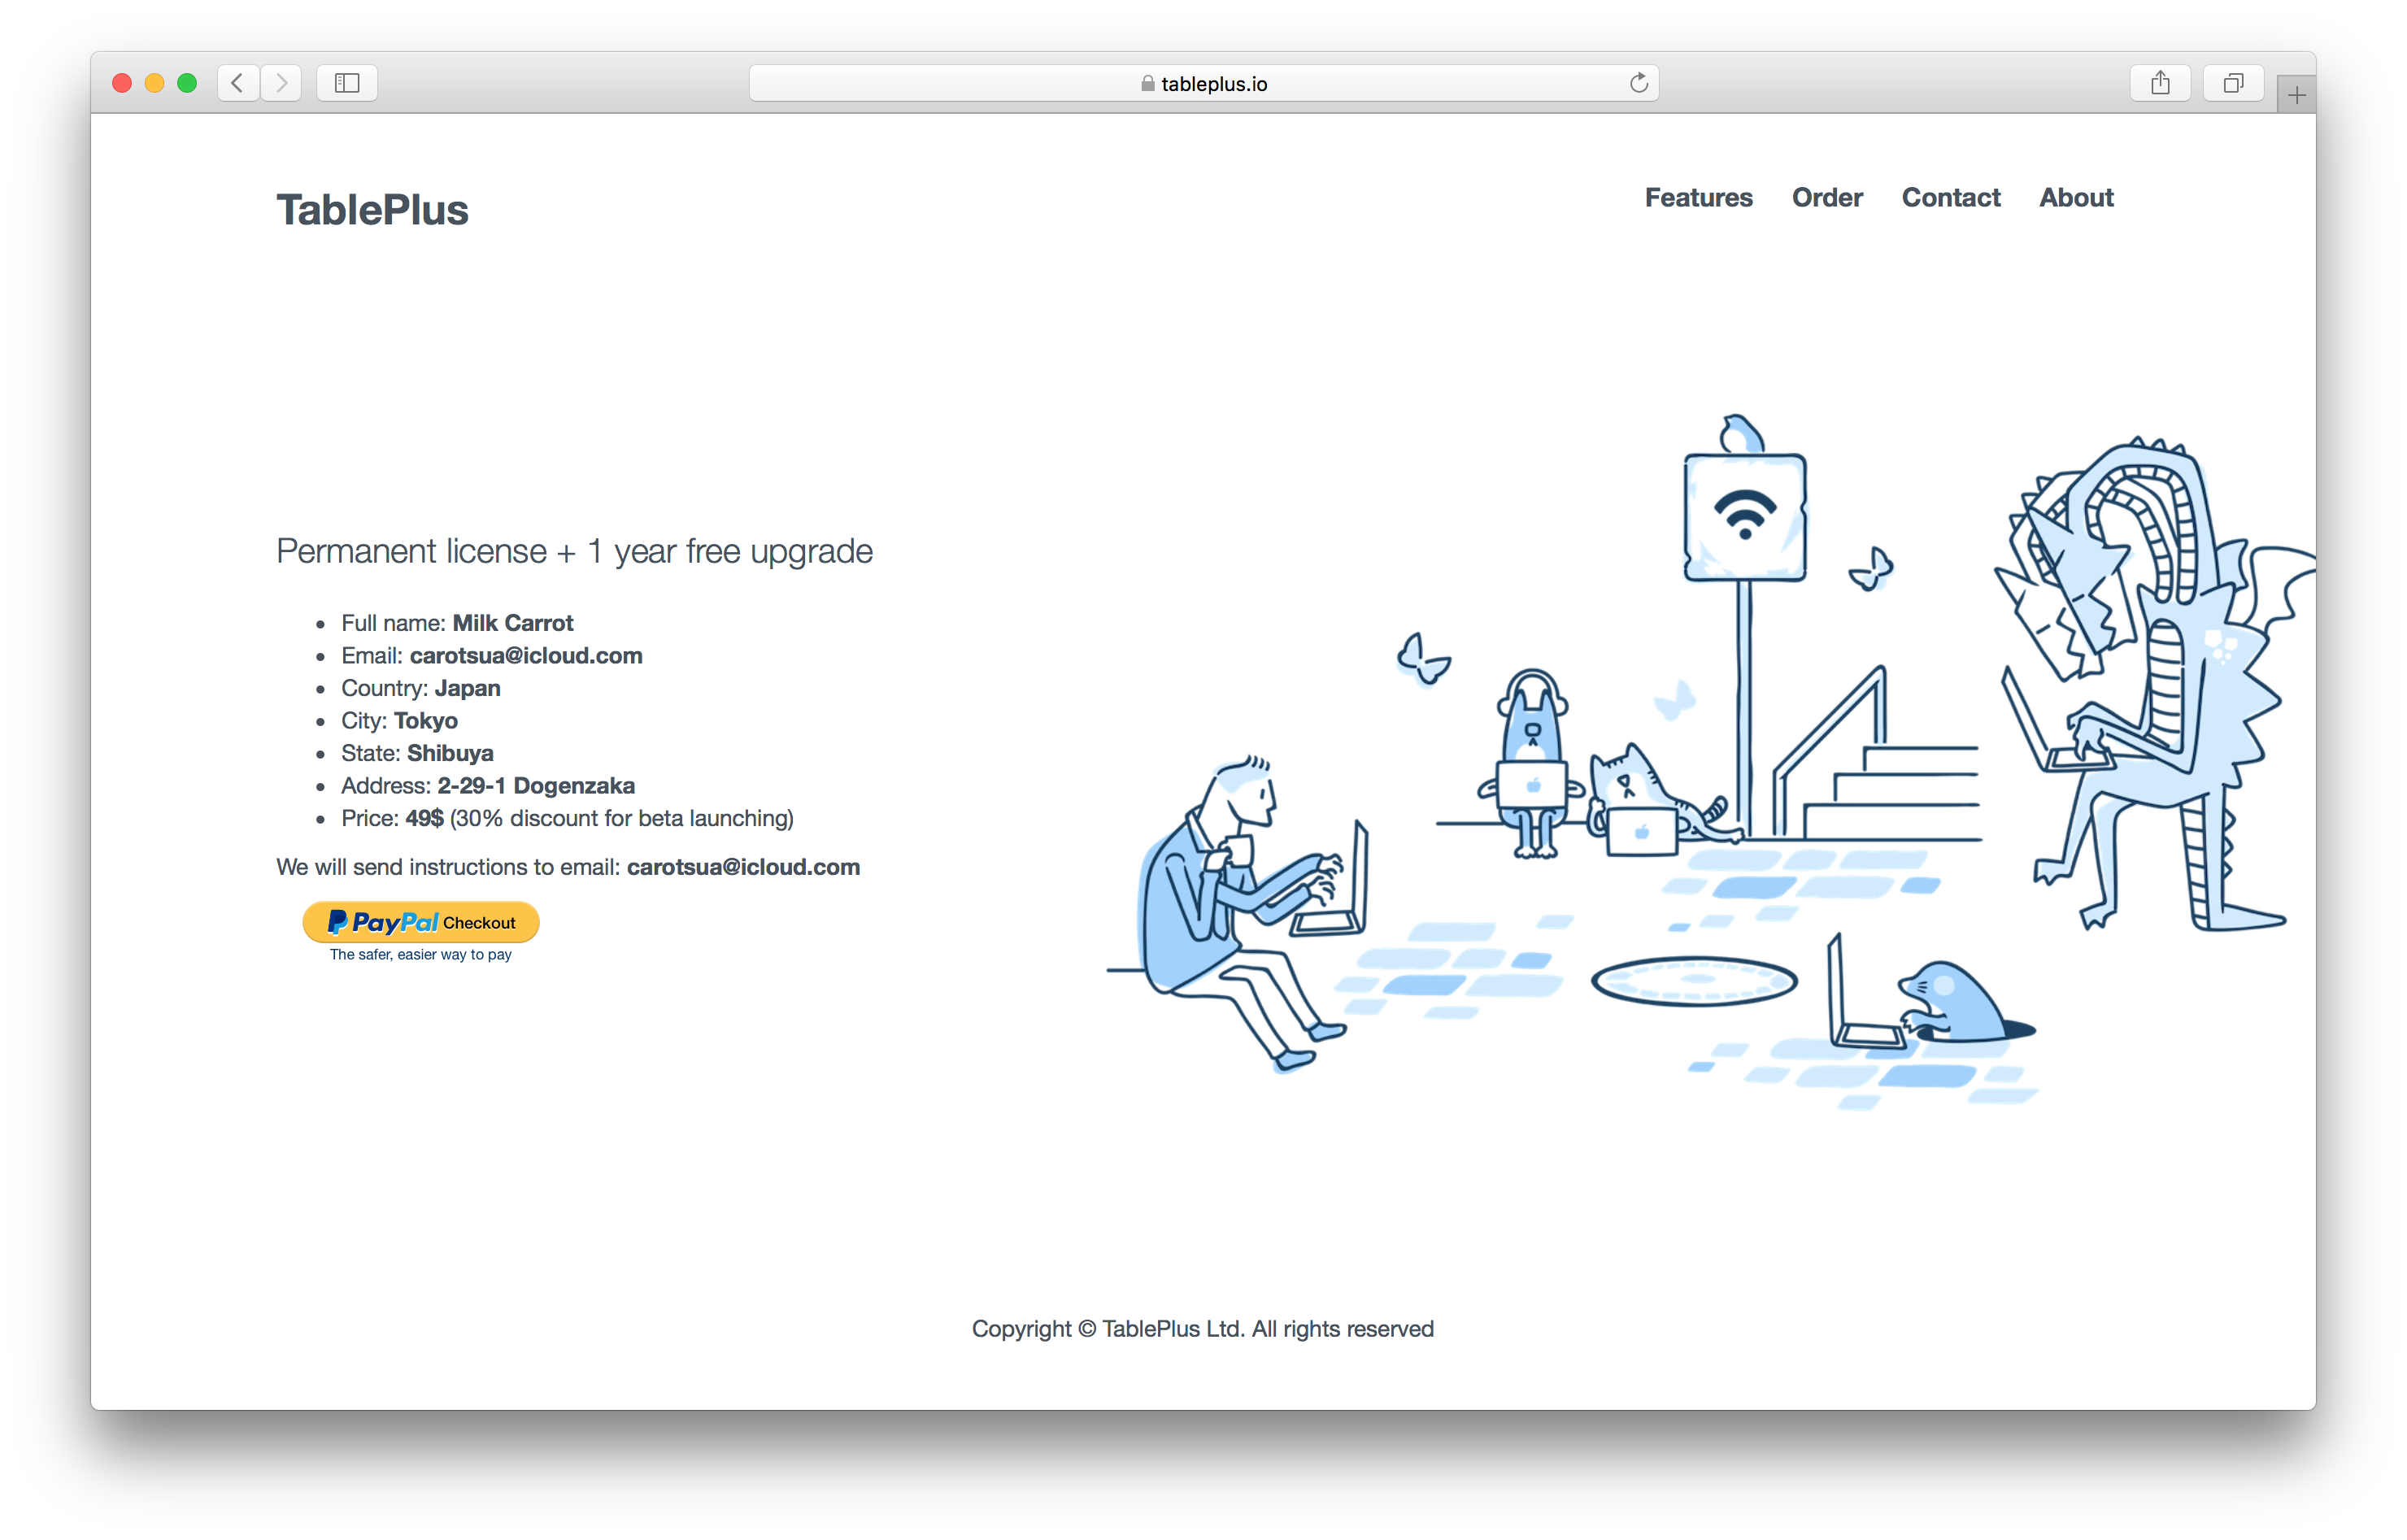 tableplus.io
TablePlus
Features Order Contact About
Permanent license + 1 year free upgrade
• Full name: Milk Carrot
• Email: carotsua@icloud.com
• Country: Japan
• City: Tokyo
• State: Shibuya
• Address: 2-29-1 Dogenzaka
• Price: 49$ (30% discount for beta launching)
We will send instructions to email: carotsua@icloud.com
PayPal Checkout
The safer, easier way to pay
Copyright © TablePlus Ltd. All rights reserved